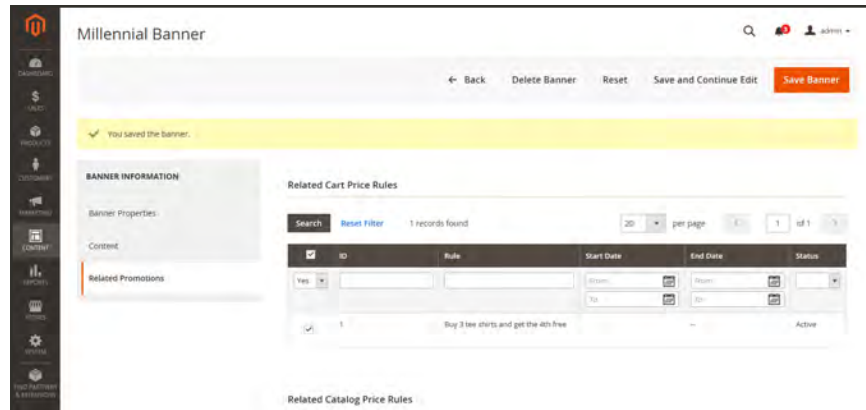 Millennial Banner
3
admin
← Back Delete Banner Reset Save and Continue Edit Save Banner
You saved the banner.
DASHBOARD
SALES
PRODUCTS
CUSTOMERS
MARKETING
CONTENT
REPORTS
STORES
SYSTEM
FIND PARTNERS
& EXTENSIONS
BANNER INFORMATION
Banner Properties
Content
Related Promotions
Related Cart Price Rules
Search Reset Filter 1 records found 20 per page 1 of 1
ID Rule Start Date End Date Status
Yes From From
To To
1 Buy 3 tee shirts and get the 4th free -- Active
Related Catalog Price Rules